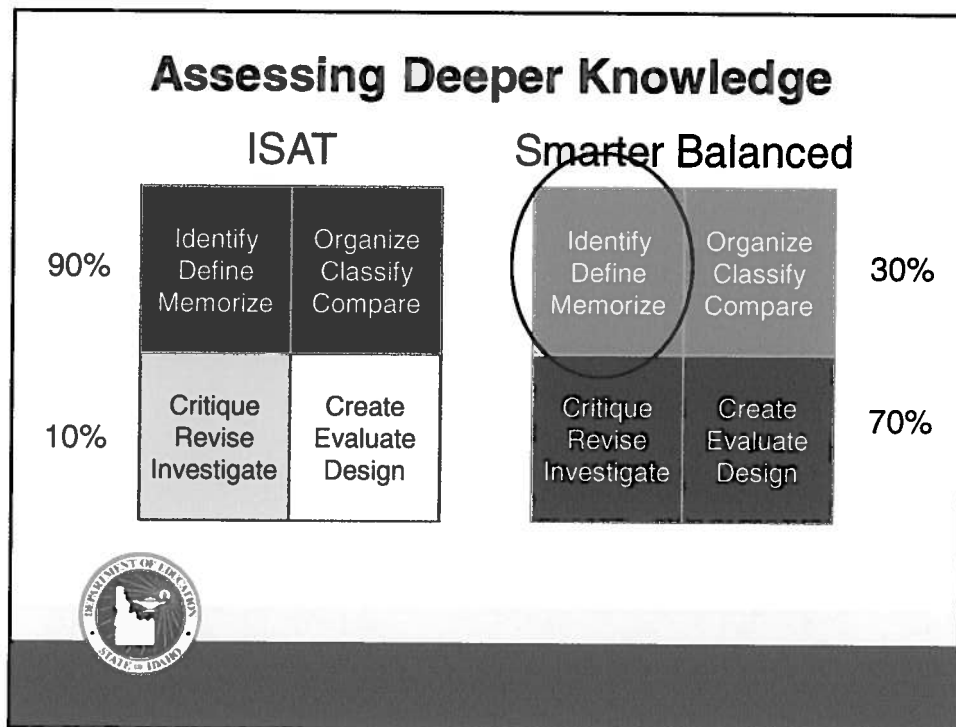 Assessing Deeper Knowledge
ISAT
90%
Identify
Define
Memorize
Organize
Classify
Compare
10%
Critique
Revise
Investigate
Create
Evaluate
Design
Smarter Balanced
Identify
Define
Memorize
Organize
Classify
Compare
30%
Critique
Revise
Investigate
Create
Evaluate
Design
70%
DEPARTMENT OF EDUCATION
STATE OF IDAHO